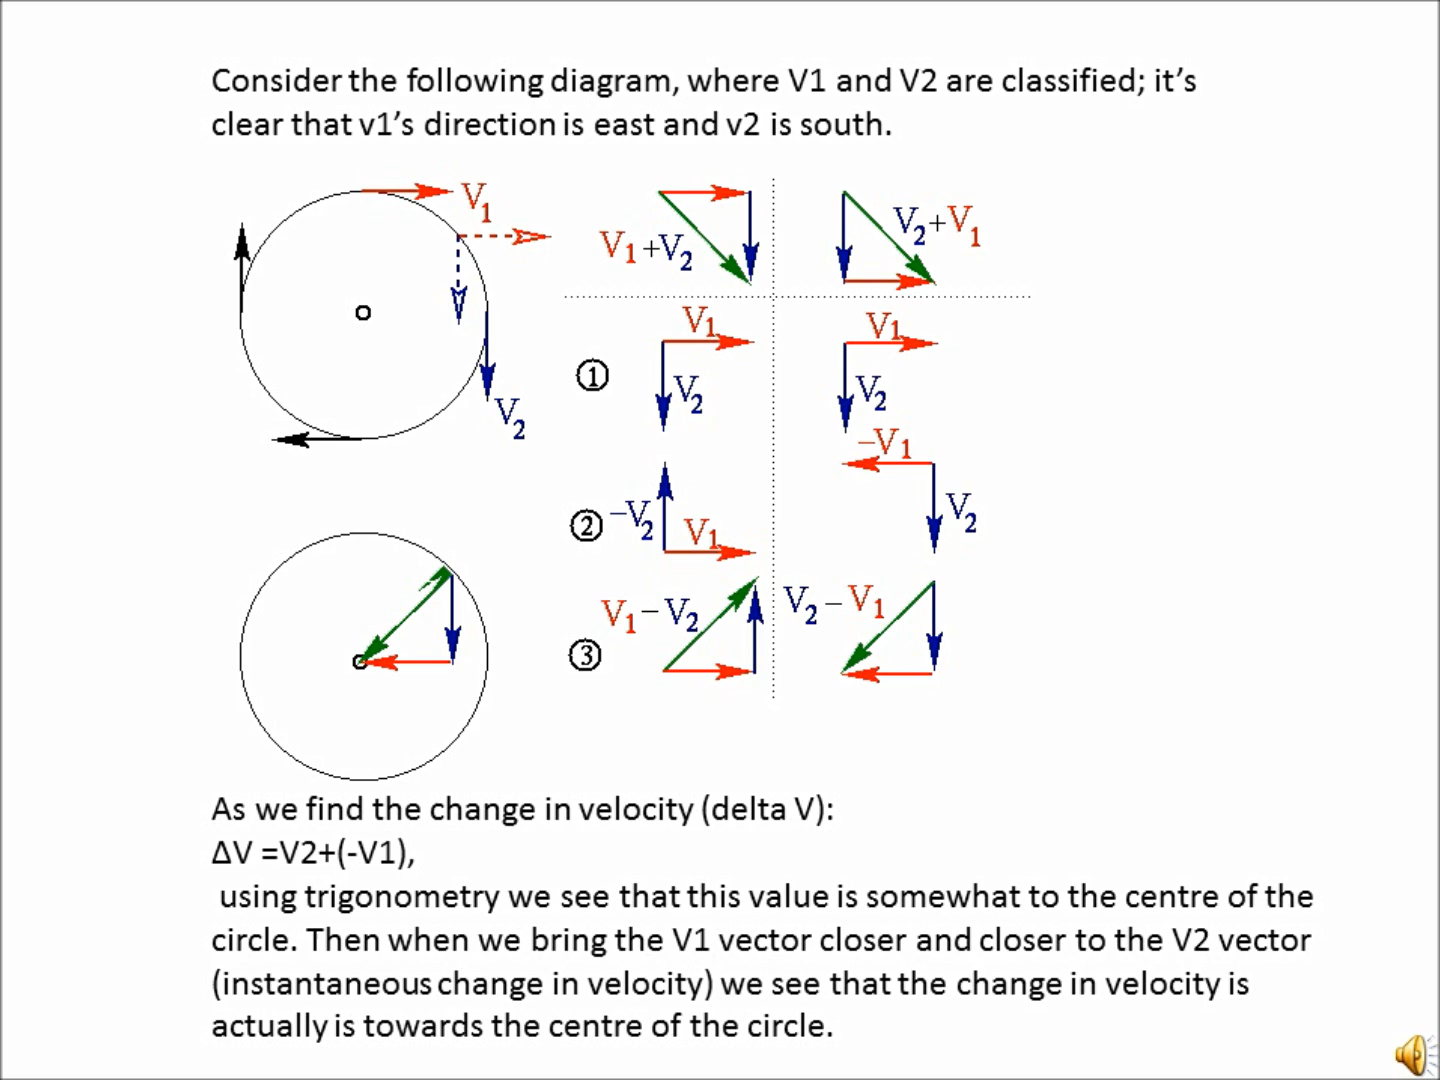 Consider the following diagram, where V1 and V2 are classified; it's
clear that v1's direction is east and v2 is south.
V1
V1+V2
V2+V1
V2
①
V1
V2
V1
V2
②
-V2
V1
-V1
V2
③
V1-V2
V2-V1
As we find the change in velocity (delta V):
ΔV =V2+(-V1),
using trigonometry we see that this value is somewhat to the centre of the
circle. Then when we bring the V1 vector closer and closer to the V2 vector
(instantaneous change in velocity) we see that the change in velocity is
actually is towards the centre of the circle.